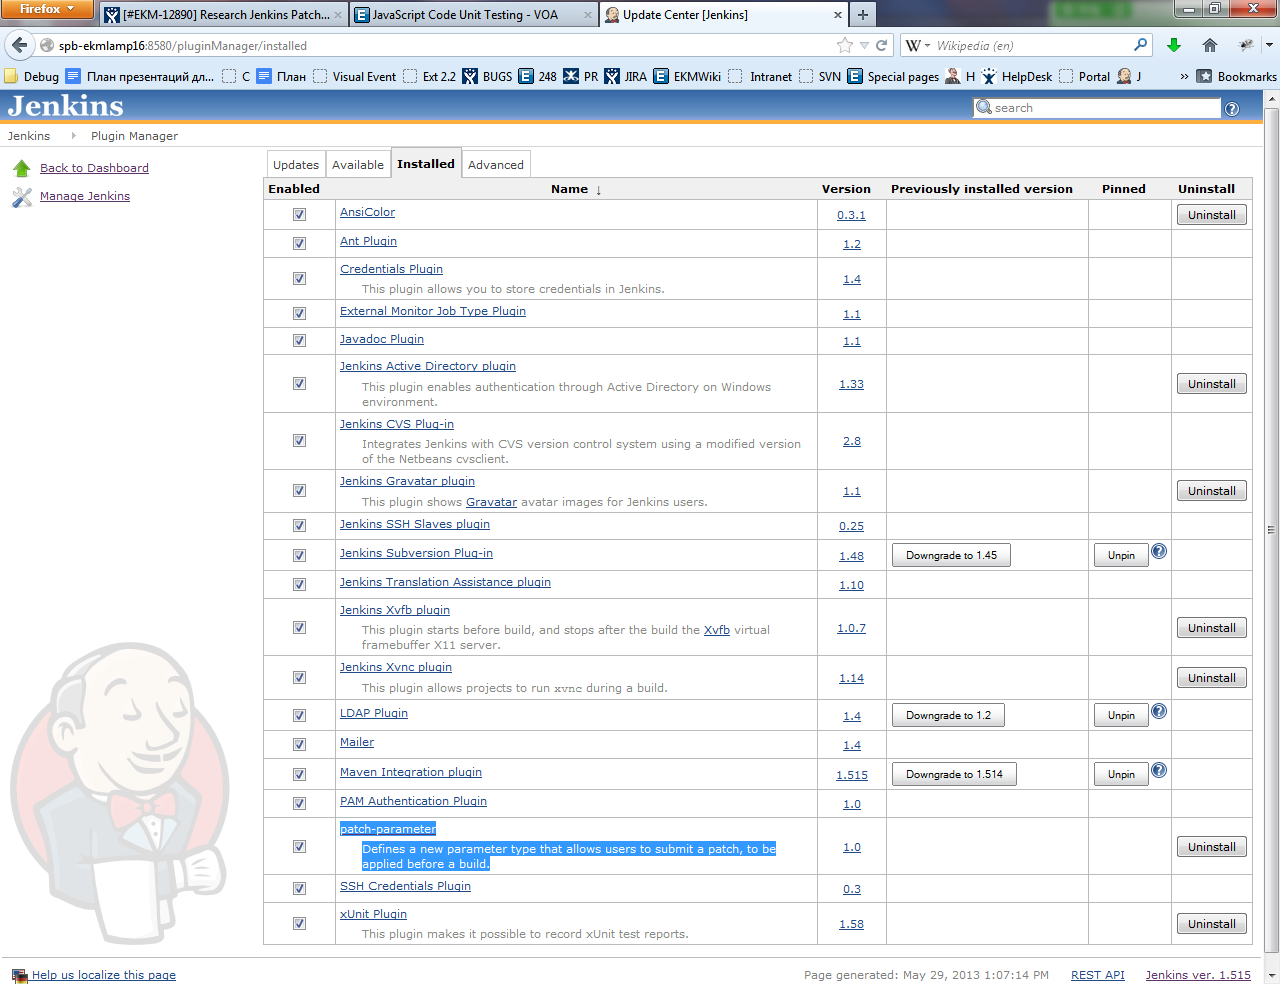 Firefox
[#EKM-12890] Research Jenkins Patch...
JavaScript Code Unit Testing - VOA
Update Center [Jenkins]
spb-ekmlamp16:8580/pluginManager/installed
Wikipedia (en)
Debug План презентаций дл... С План Visual Event Ext 2.2 BUGS 248 PR JIRA EKMWiki Intranet SVN Special pages H HelpDesk Portal J » Bookmarks
Jenkins
search
Jenkins Plugin Manager
Back to Dashboard
Manage Jenkins
Updates Available Installed Advanced
Enabled Name ↓ Version Previously installed version Pinned Uninstall
AnsiColor 0.3.1 Uninstall
Ant Plugin 1.2
Credentials Plugin 1.4
This plugin allows you to store credentials in Jenkins.
External Monitor Job Type Plugin 1.1
Javadoc Plugin 1.1
Jenkins Active Directory plugin 1.33 Uninstall
This plugin enables authentication through Active Directory on Windows
environment.
Jenkins CVS Plug-in 2.8
Integrates Jenkins with CVS version control system using a modified version
of the Netbeans cvsclient.
Jenkins Gravatar plugin 1.1 Uninstall
This plugin shows Gravatar avatar images for Jenkins users.
Jenkins SSH Slaves plugin 0.25
Jenkins Subversion Plug-in 1.48 Downgrade to 1.45 Unpin
Jenkins Translation Assistance plugin 1.10
Jenkins Xvfb plugin 1.0.7 Uninstall
This plugin starts before build, and stops after the build the Xvfb virtual
framebuffer X11 server.
Jenkins Xvnc plugin 1.14 Uninstall
This plugin allows projects to run xvnc during a build.
LDAP Plugin 1.4 Downgrade to 1.2 Unpin
Mailer 1.4
Maven Integration plugin 1.515 Downgrade to 1.514 Unpin
PAM Authentication Plugin 1.0
patch-parameter 1.0 Uninstall
Defines a new parameter type that allows users to submit a patch, to be
applied before a build.
SSH Credentials Plugin 0.3
xUnit Plugin 1.58 Uninstall
This plugin makes it possible to record xUnit test reports.
Help us localize this page Page generated: May 29, 2013 1:07:14 PM REST API Jenkins ver. 1.515